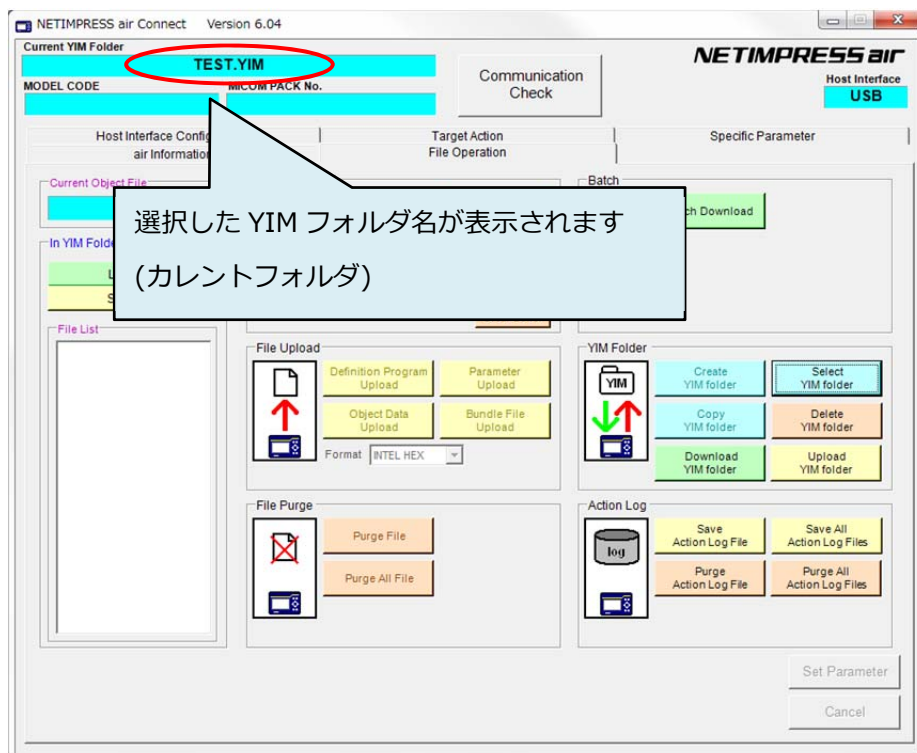 NETIMPRESS air Connect Version 6.04
Current YIM Folder
TEST.YIM
MODEL CODE
MICOM PACK No.
Communication
Check
NETIMPRESS air
Host Interface
USB
Host Interface Config
Target Action
Specific Parameter
air Information
File Operation
Current Object File
選択した YIM フォルダ名が表示されます
(カレントフォルダ)
Batch
ch Download
In YIM Folde
File List
File Upload
Definition Program
Upload
Parameter
Upload
Object Data
Upload
Bundle File
Upload
Format INTEL HEX
YIM Folder
YIM
Create
YIM folder
Select
YIM folder
Copy
YIM folder
Delete
YIM folder
Download
YIM folder
Upload
YIM folder
File Purge
Purge File
Purge All File
Action Log
log
Save
Action Log File
Save All
Action Log Files
Purge
Action Log File
Purge All
Action Log Files
Set Parameter
Cancel